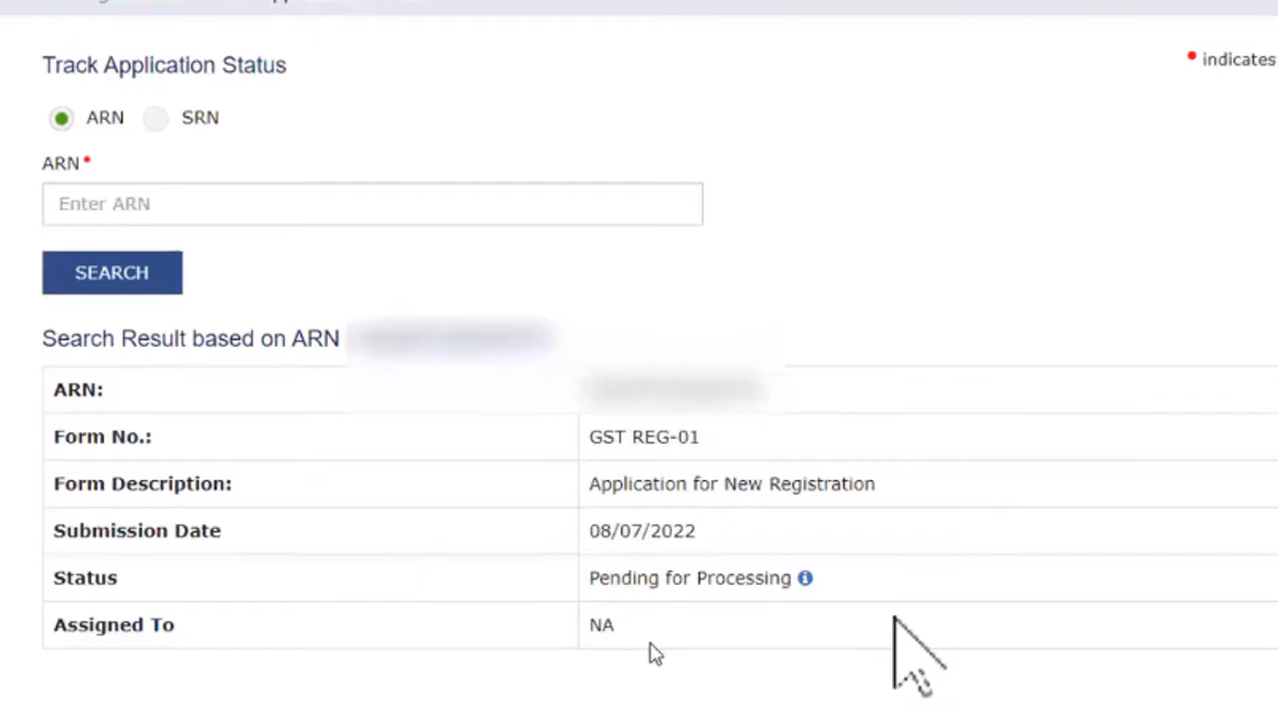 Track Application Status
• indicates
ARN SRN
ARN•
Enter ARN
SEARCH
Search Result based on ARN
ARN:
Form No.: GST REG-01
Form Description: Application for New Registration
Submission Date 08/07/2022
Status Pending for Processing
Assigned To NA